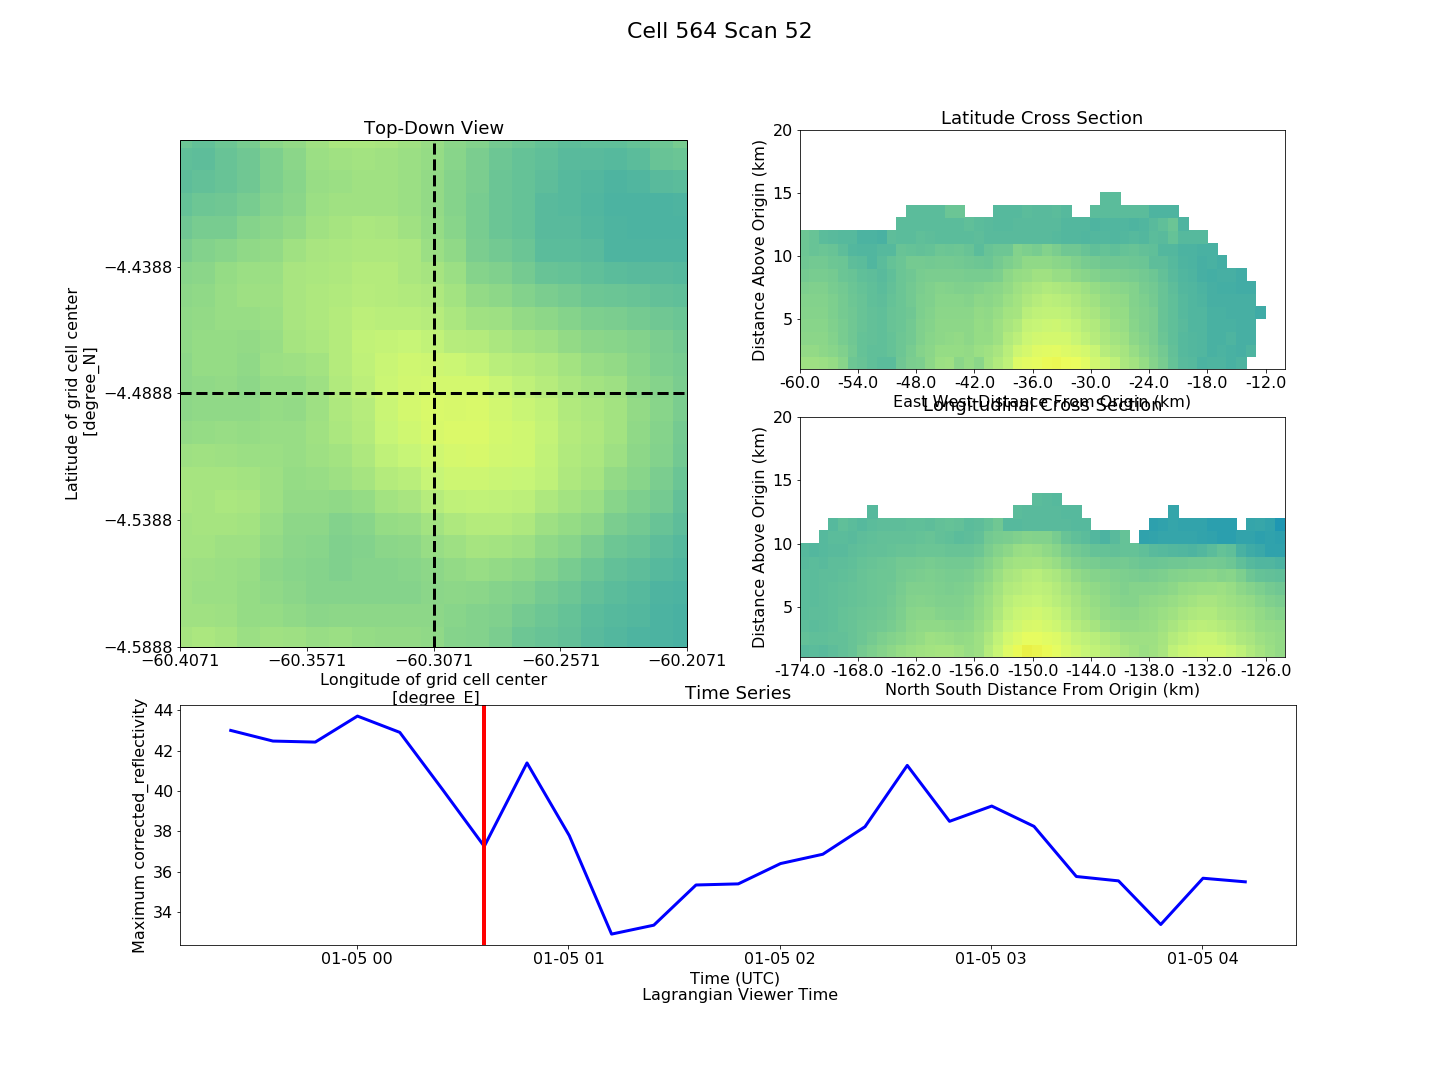 Cell 564 Scan 52
Top-Down View
Latitude of grid cell center
[degree_N]
−4.4388
−4.4888
−4.5388
−4.5888
−60.4071 −60.3571 −60.3071 −60.2571 −60.2071
Longitude of grid cell center
[degree_E]
Latitude Cross Section
Distance Above Origin (km)
20
15
10
5
-60.0 -54.0 -48.0 -42.0 -36.0 -30.0 -24.0 -18.0 -12.0
East West Distance From Origin (km)
Longitudinal Cross Section
Distance Above Origin (km)
20
15
10
5
-174.0 -168.0 -162.0 -156.0 -150.0 -144.0 -138.0 -132.0 -126.0
North South Distance From Origin (km)
Time Series
Maximum corrected_reflectivity
44
42
40
38
36
34
01-05 00 01-05 01 01-05 02 01-05 03 01-05 04
Time (UTC)
Lagrangian Viewer Time